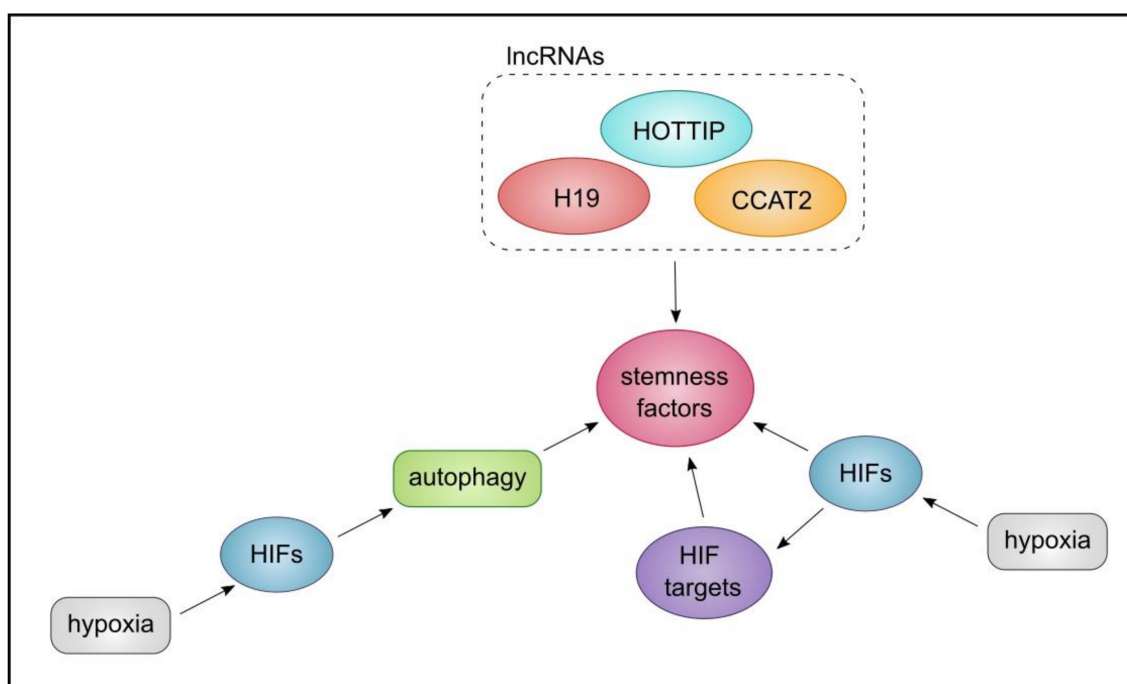 lncRNAs
HOTTIP
H19
CCAT2
stemness
factors
autophagy
HIFs
HIFs
HIF
targets
hypoxia
hypoxia